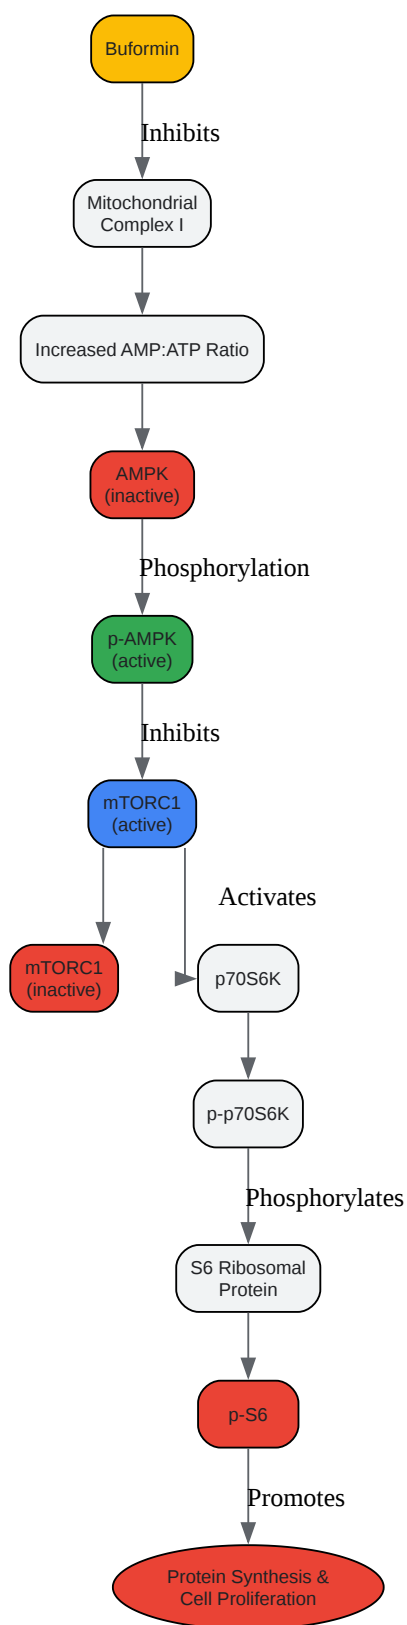 Buformin
Inhibits
Mitochondrial
Complex I
Increased AMP:ATP Ratio
AMPK
(inactive)
Phosphorylation
p-AMPK
(active)
Inhibits
mTORC1
(active)
Activates
mTORC1
(inactive)
p70S6K
p-p70S6K
Phosphorylates
S6 Ribosomal
Protein
p-S6
Promotes
Protein Synthesis &
Cell Proliferation